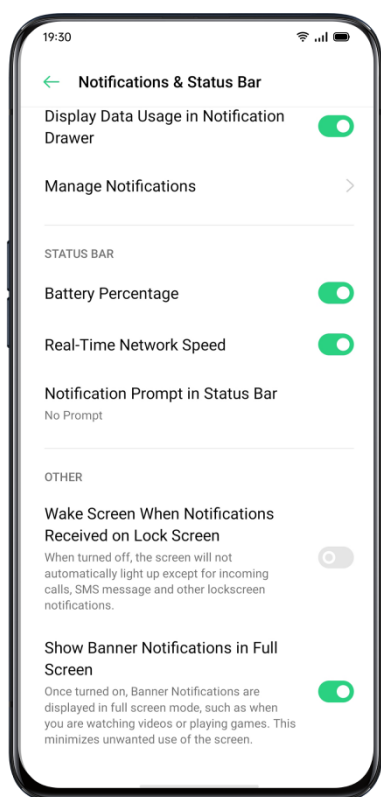 19:30
Notifications & Status Bar
Display Data Usage in Notification
Drawer
Manage Notifications
STATUS BAR
Battery Percentage
Real-Time Network Speed
Notification Prompt in Status Bar
No Prompt
OTHER
Wake Screen When Notifications
Received on Lock Screen
When turned off, the screen will not
automatically light up except for incoming
calls, SMS message and other lockscreen
notifications.
Show Banner Notifications in Full
Screen
Once turned on, Banner Notifications are
displayed in full screen mode, such as when
you are watching videos or playing games. This
minimizes unwanted use of the screen.